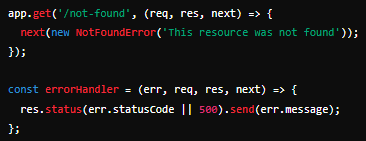 app.get('/not-found', (req, res, next) => {
  next(new NotFoundError('This resource was not found'));
});

const errorHandler = (err, req, res, next) => {
  res.status(err.statusCode || 500).send(err.message);
};